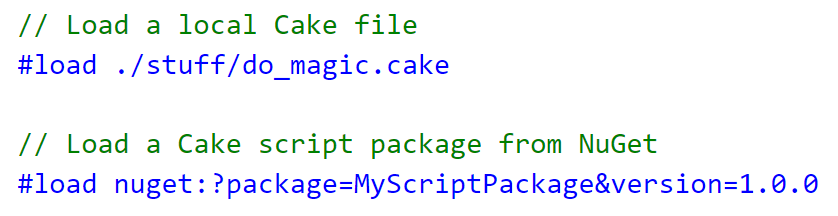 // Load a local Cake file
#load ./stuff/do_magic.cake
// Load a Cake script package from NuGet
#load nuget:?package=MyScriptPackage&version=1.0.0